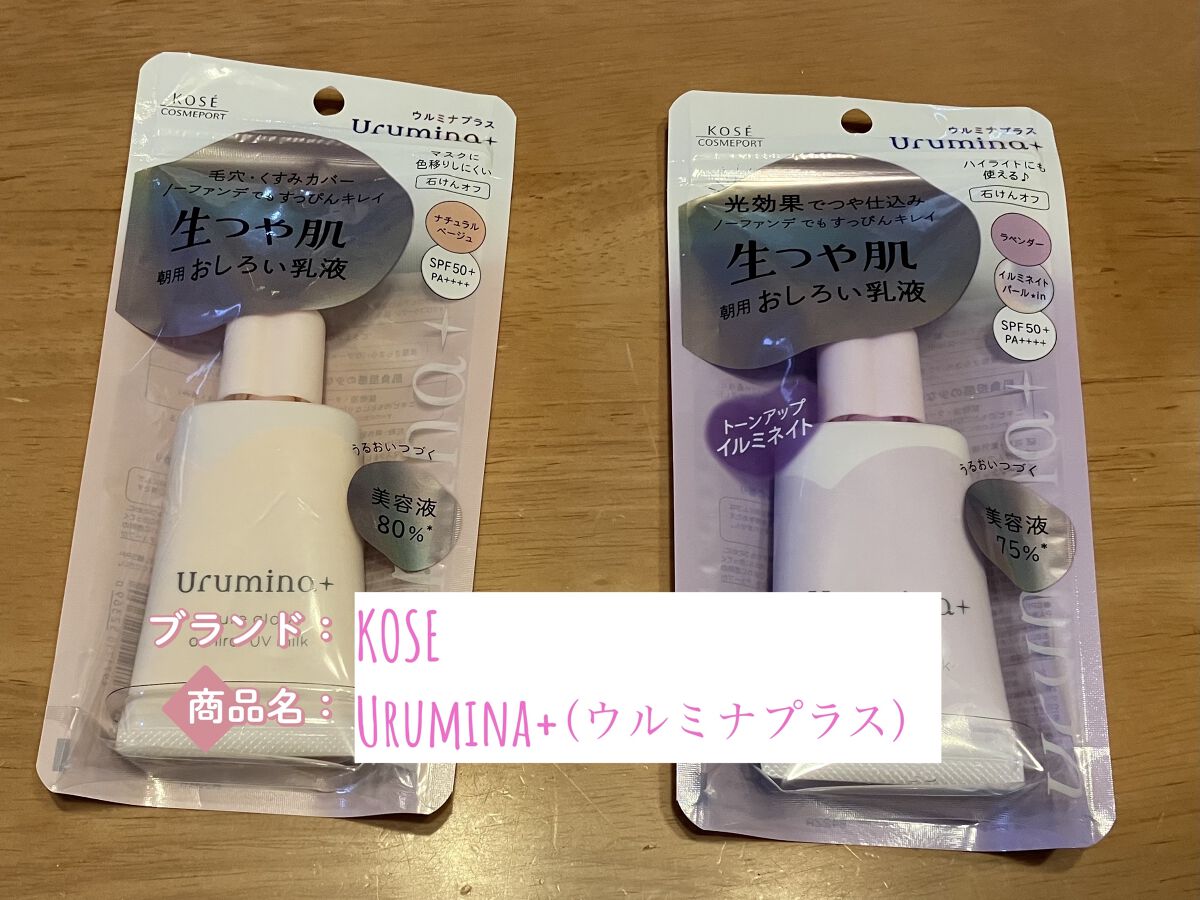 KOSÉ
COSMEPORT
ウルミナプラス
Urumina+
マスクに
色移りしにくい
石けんオフ
毛穴・くすみカバー
ノーファンデでもすっぴんキレイ
生つや肌
朝用 おしろい乳液
ナチュラル
ベージュ
SPF50+
PA++++
うるおいつづく
美容液
80%*
Urumina+
KOSÉ
COSMEPORT
ウルミナプラス
Urumina+
ハイライトにも
使える♪
石けんオフ
光効果でつや仕込み
ノーファンデでもすっぴんキレイ
生つや肌
朝用 おしろい乳液
ラベンダー
イルミネイト
パール★in
SPF50+
PA++++
トーンアップ
イルミネイト
うるおいつづく
美容液
75%*
ブランド： KOSE
商品名： Urumina+（ウルミナプラス）